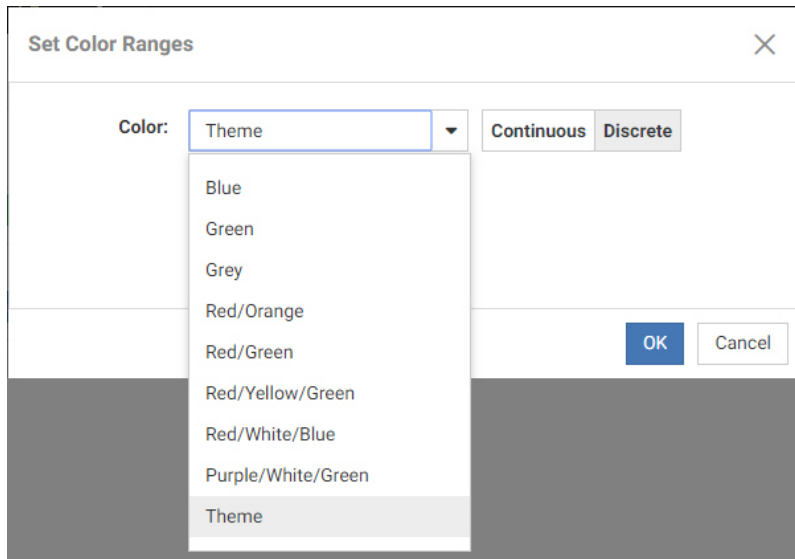 Set Color Ranges
Color: Theme Continuous Discrete
Blue
Green
Grey
Red/Orange
Red/Green
Red/Yellow/Green
Red/White/Blue
Purple/White/Green
Theme
OK Cancel